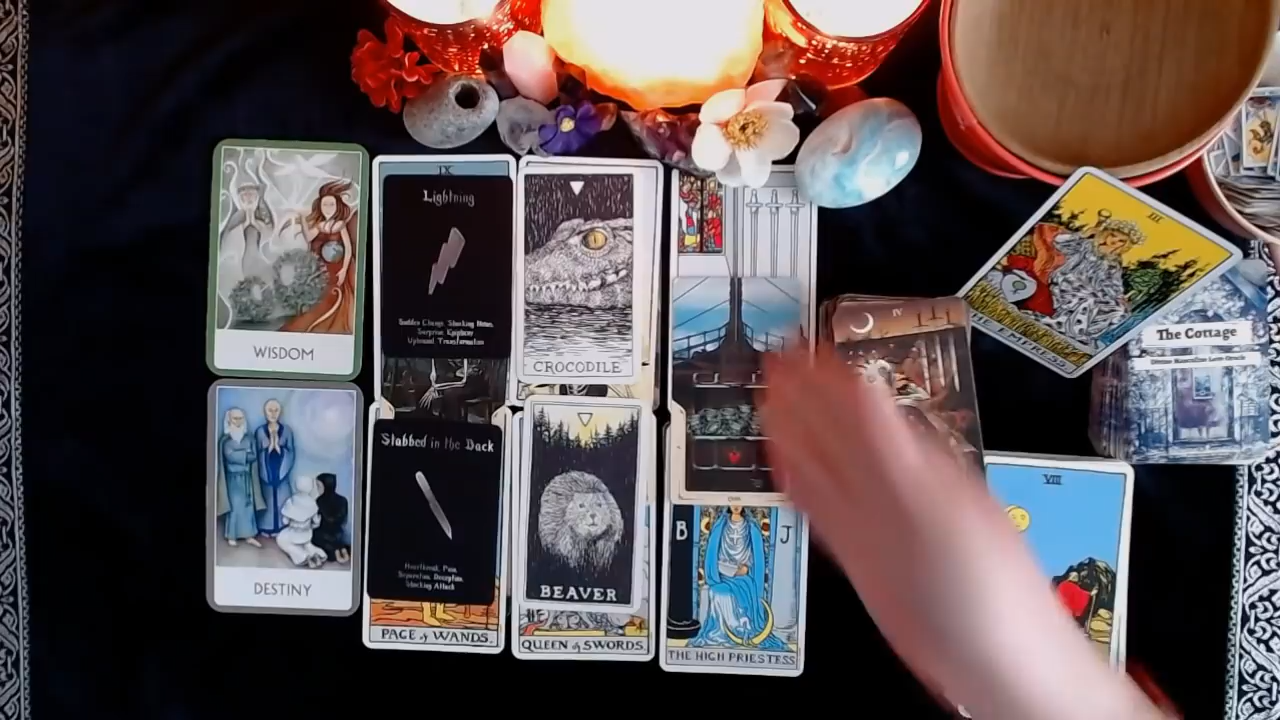 WISDOM
DESTINY
IX
Lightning
Sudden Change, Shocking News,
Surprise, Epiphany
Upheaval, Transformation
Stabbed in the Back
Heartbreak, Pain,
Separation, Deception,
Shocking Attack
PAGE of WANDS.
CROCODILE
BEAVER
QUEEN of SWORDS.
B
J
THE HIGH PRIESTESS
IV
III
EMPRESS
The Cottage
VIII